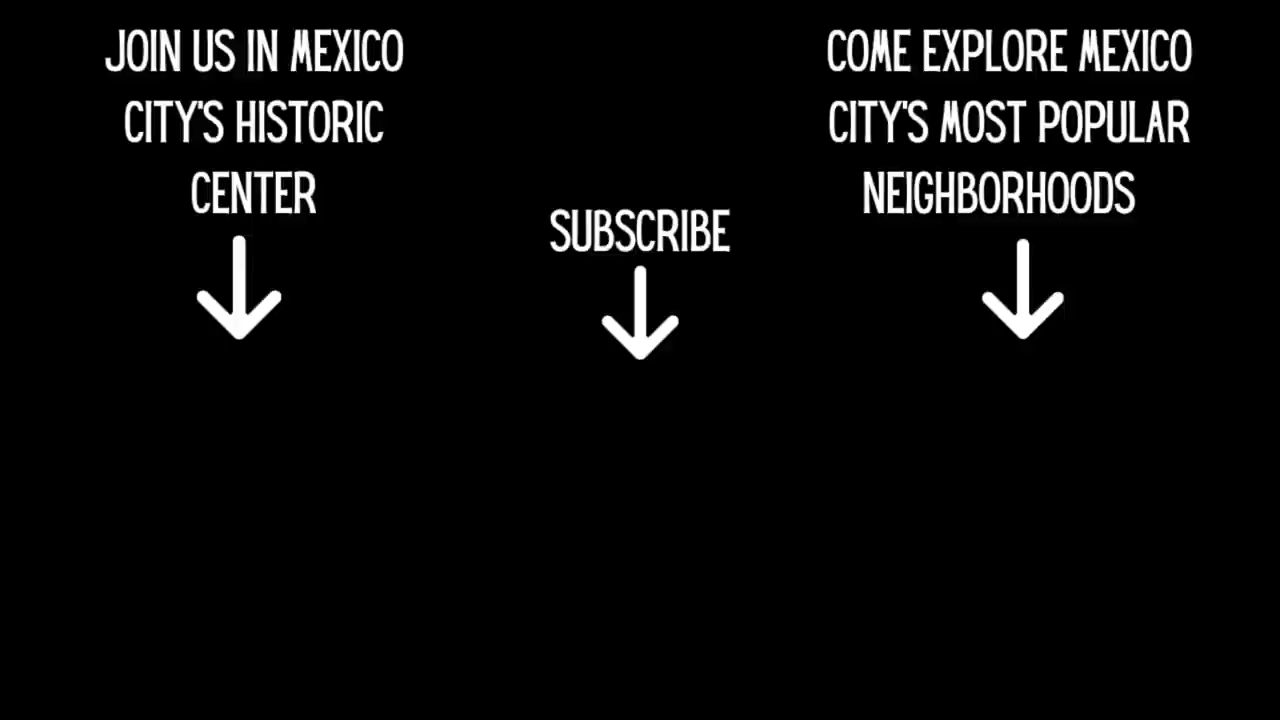 JOIN US IN MEXICO
CITY'S HISTORIC
CENTER
SUBSCRIBE
COME EXPLORE MEXICO
CITY'S MOST POPULAR
NEIGHBORHOODS